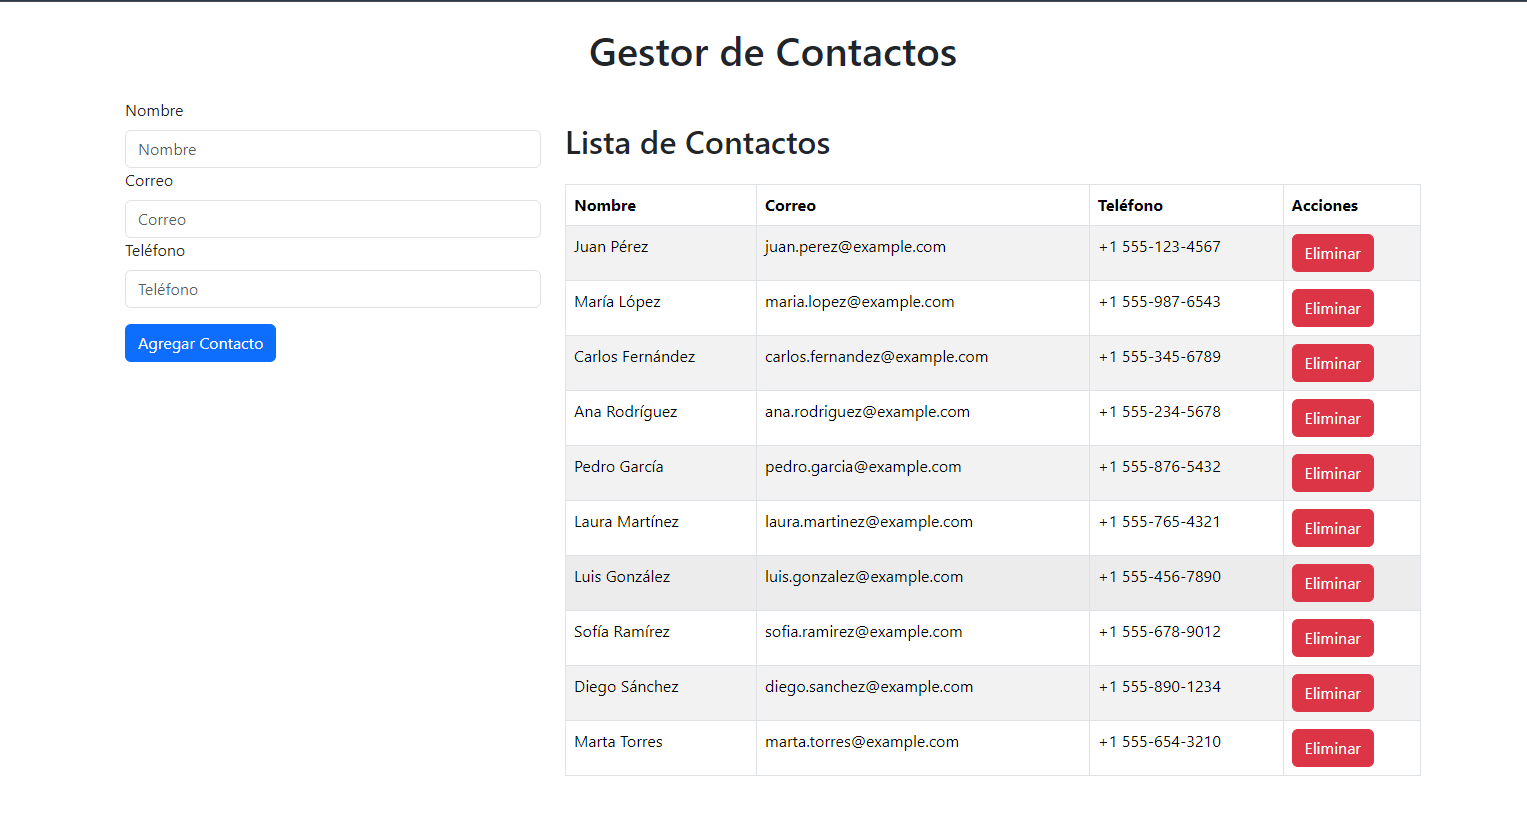 Gestor de Contactos
Nombre
Nombre
Correo
Correo
Teléfono
Teléfono
Agregar Contacto
Lista de Contactos
Nombre Correo Teléfono Acciones
Juan Pérez juan.perez@example.com +1 555-123-4567 Eliminar
María López maria.lopez@example.com +1 555-987-6543 Eliminar
Carlos Fernández carlos.fernandez@example.com +1 555-345-6789 Eliminar
Ana Rodríguez ana.rodriguez@example.com +1 555-234-5678 Eliminar
Pedro García pedro.garcia@example.com +1 555-876-5432 Eliminar
Laura Martínez laura.martinez@example.com +1 555-765-4321 Eliminar
Luis González luis.gonzalez@example.com +1 555-456-7890 Eliminar
Sofía Ramírez sofia.ramirez@example.com +1 555-678-9012 Eliminar
Diego Sánchez diego.sanchez@example.com +1 555-890-1234 Eliminar
Marta Torres marta.torres@example.com +1 555-654-3210 Eliminar